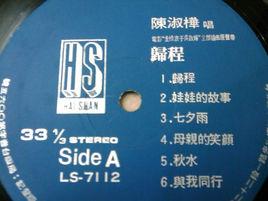 陳淑樺 唱
歸程
HS
HAI SHAN
1.歸程
2.娃娃的故事
3.七夕雨
4.母親的笑顏
5.秋水
6.與我同行
33 1/3 STEREO
Side A
LS-7112